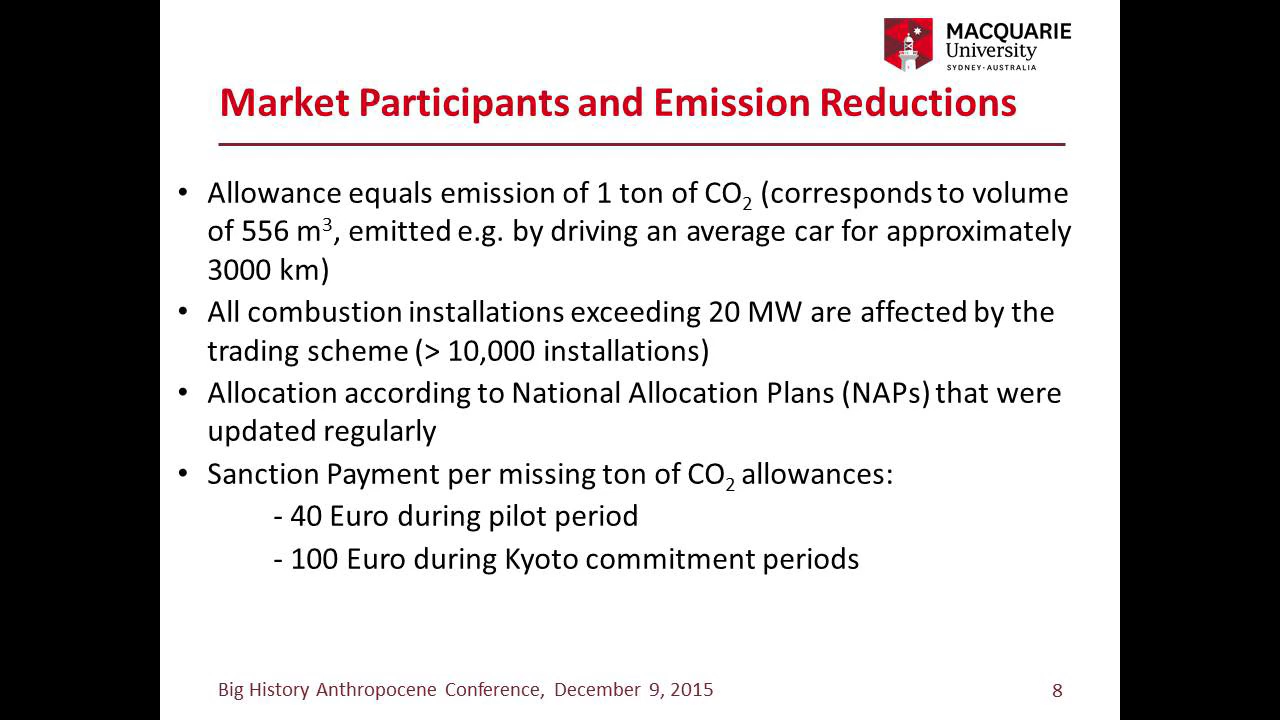 MACQUARIE
University
SYDNEY·AUSTRALIA
Market Participants and Emission Reductions
• Allowance equals emission of 1 ton of CO₂ (corresponds to volume
of 556 m³, emitted e.g. by driving an average car for approximately
3000 km)
• All combustion installations exceeding 20 MW are affected by the
trading scheme (> 10,000 installations)
• Allocation according to National Allocation Plans (NAPs) that were
updated regularly
• Sanction Payment per missing ton of CO₂ allowances:
- 40 Euro during pilot period
- 100 Euro during Kyoto commitment periods
Big History Anthropocene Conference, December 9, 2015
8